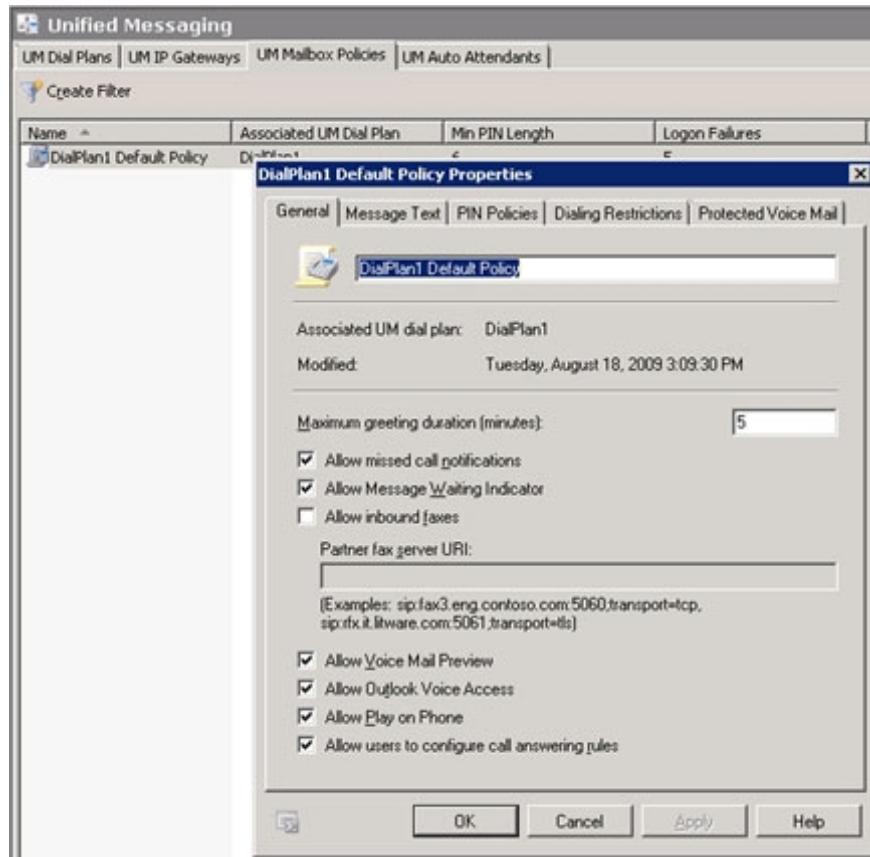 Unified Messaging
UM Dial Plans UM IP Gateways UM Mailbox Policies UM Auto Attendants
Create Filter
Name Associated UM Dial Plan Min PIN Length Logon Failures
DialPlan1 Default Policy
DialPlan1 Default Policy Properties
General Message Text PIN Policies Dialing Restrictions Protected Voice Mail
DialPlan1 Default Policy
Associated UM dial plan: DialPlan1
Modified: Tuesday, August 18, 2009 3:09:30 PM
Maximum greeting duration (minutes): 5
Allow missed call notifications
Allow Message Waiting Indicator
Allow inbound faxes
Partner fax server URI:
(Examples: sip:fax3.eng.contoso.com:5060;transport=tcp,
sip:rfx.it.litware.com:5061;transport=tls)
Allow Voice Mail Preview
Allow Outlook Voice Access
Allow Play on Phone
Allow users to configure call answering rules
OK Cancel Apply Help